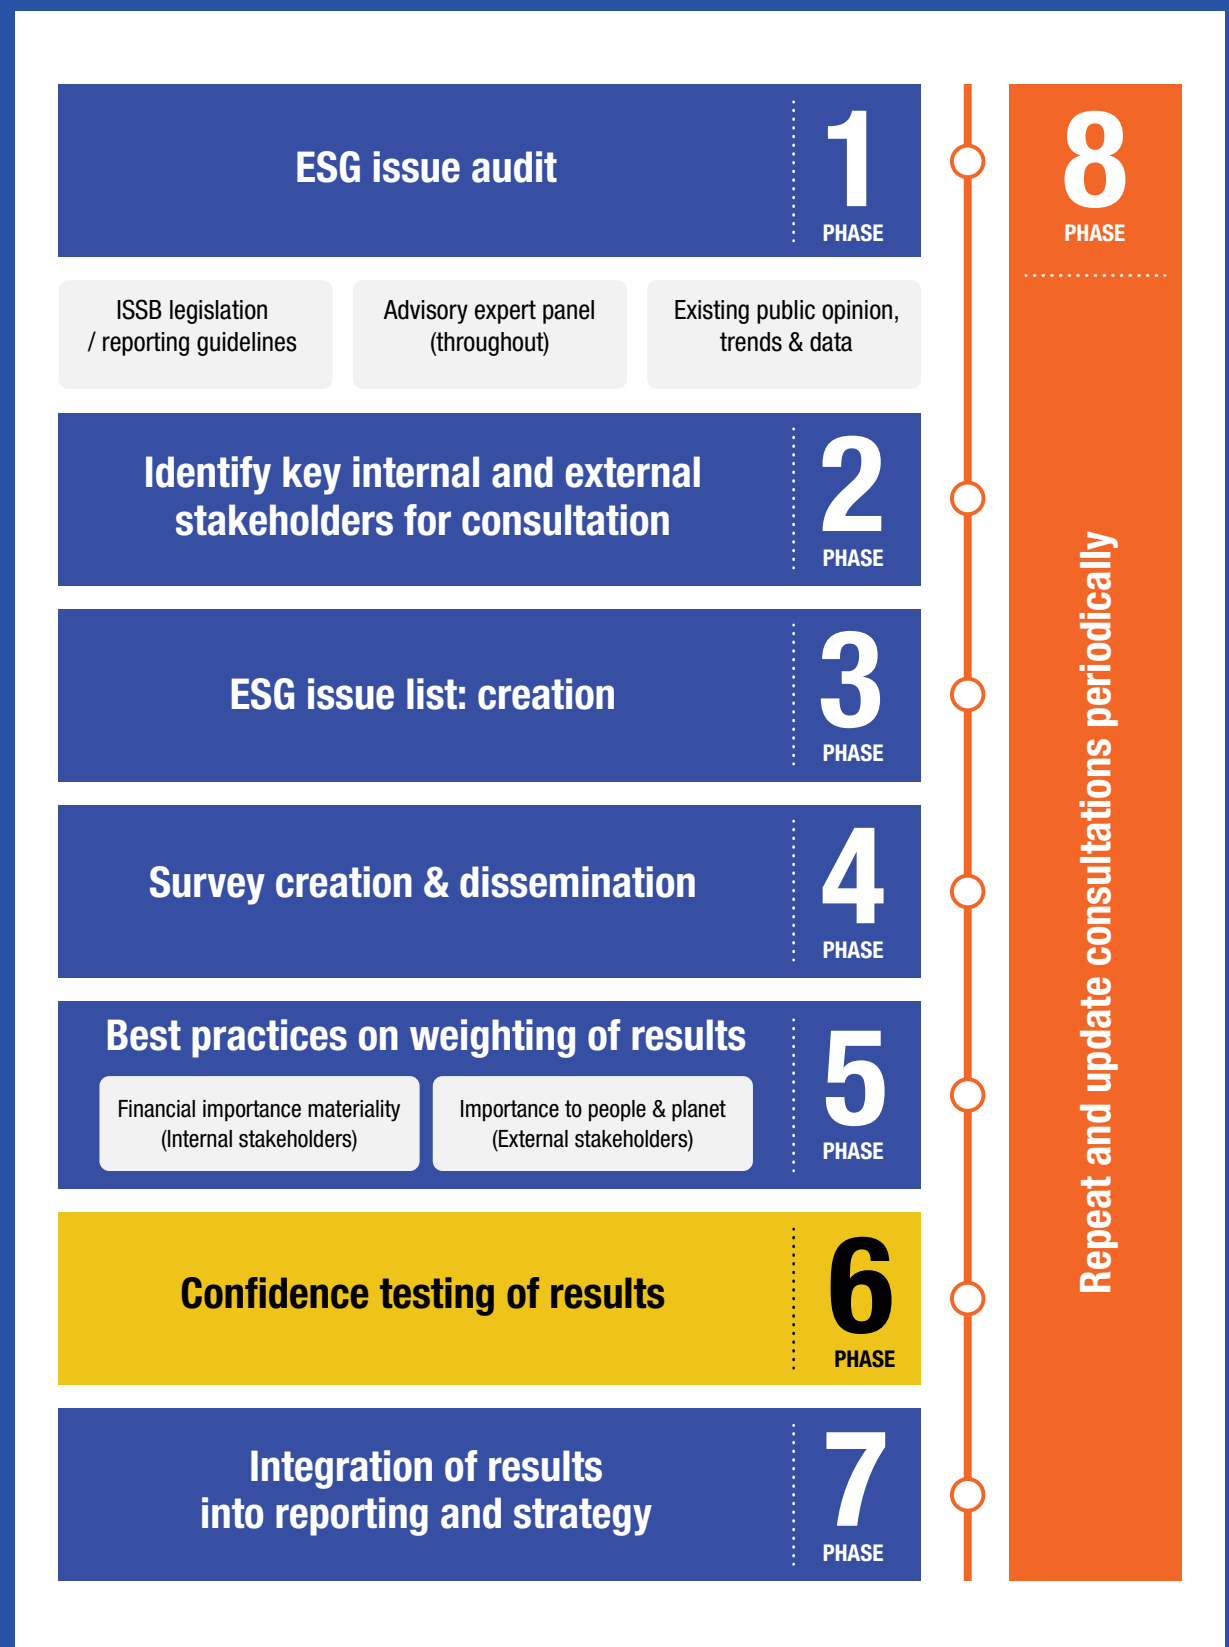 ESG issue audit
1
PHASE
ISSB legislation
/ reporting guidelines
Advisory expert panel
(throughout)
Existing public opinion,
trends & data
Identify key internal and external
stakeholders for consultation
2
PHASE
ESG issue list: creation
3
PHASE
Survey creation & dissemination
4
PHASE
Best practices on weighting of results
Financial importance materiality
(Internal stakeholders)
Importance to people & planet
(External stakeholders)
5
PHASE
Confidence testing of results
6
PHASE
Integration of results
into reporting and strategy
7
PHASE
8
PHASE
Repeat and update consultations periodically